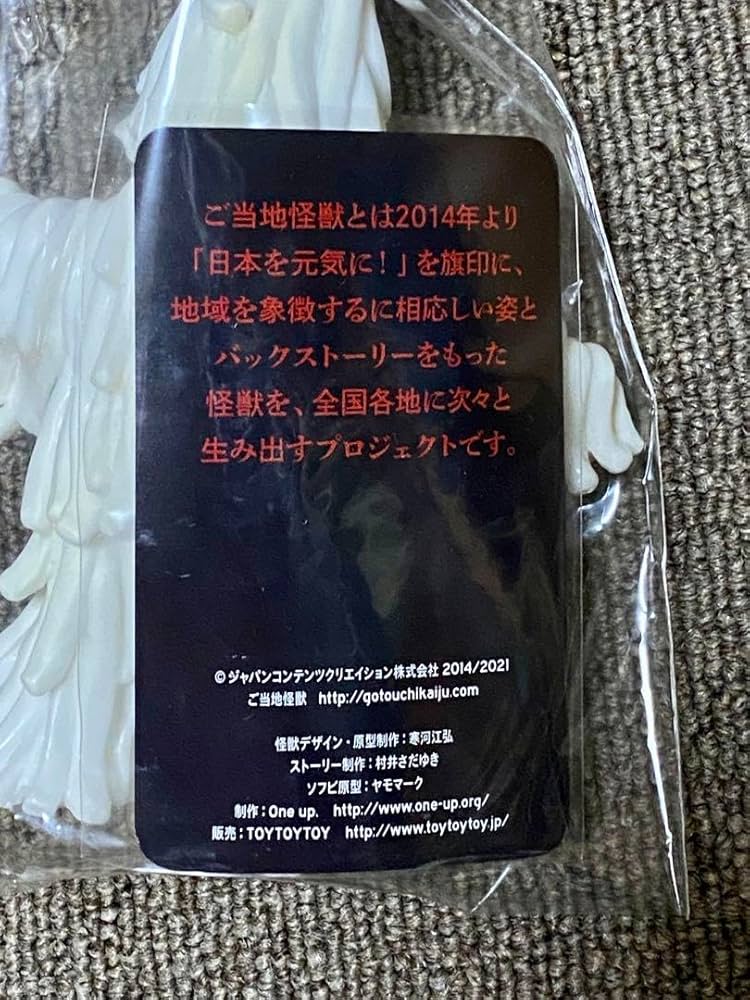 ご当地怪獣とは2014年より
「日本を元気に！」を旗印に、
地域を象徴するに相応しい姿と
バックストーリーをもった
怪獣を、全国各地に次々と
生み出すプロジェクトです。
©ジャパンコンテンツクリエイション株式会社 2014/2021
ご当地怪獣　http://gotouchikaiju.com
怪獣デザイン・原型制作：寒河江弘
ストーリー制作：村井さだゆき
ソフビ原型：ヤモマーク
制作：One up.　http://www.one-up.org/
販売：TOYTOYTOY　http://www.toytoytoy.jp/